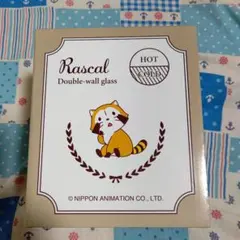 Rascal
Double-wall glass
HOT
COLD
© NIPPON ANIMATION CO., LTD.